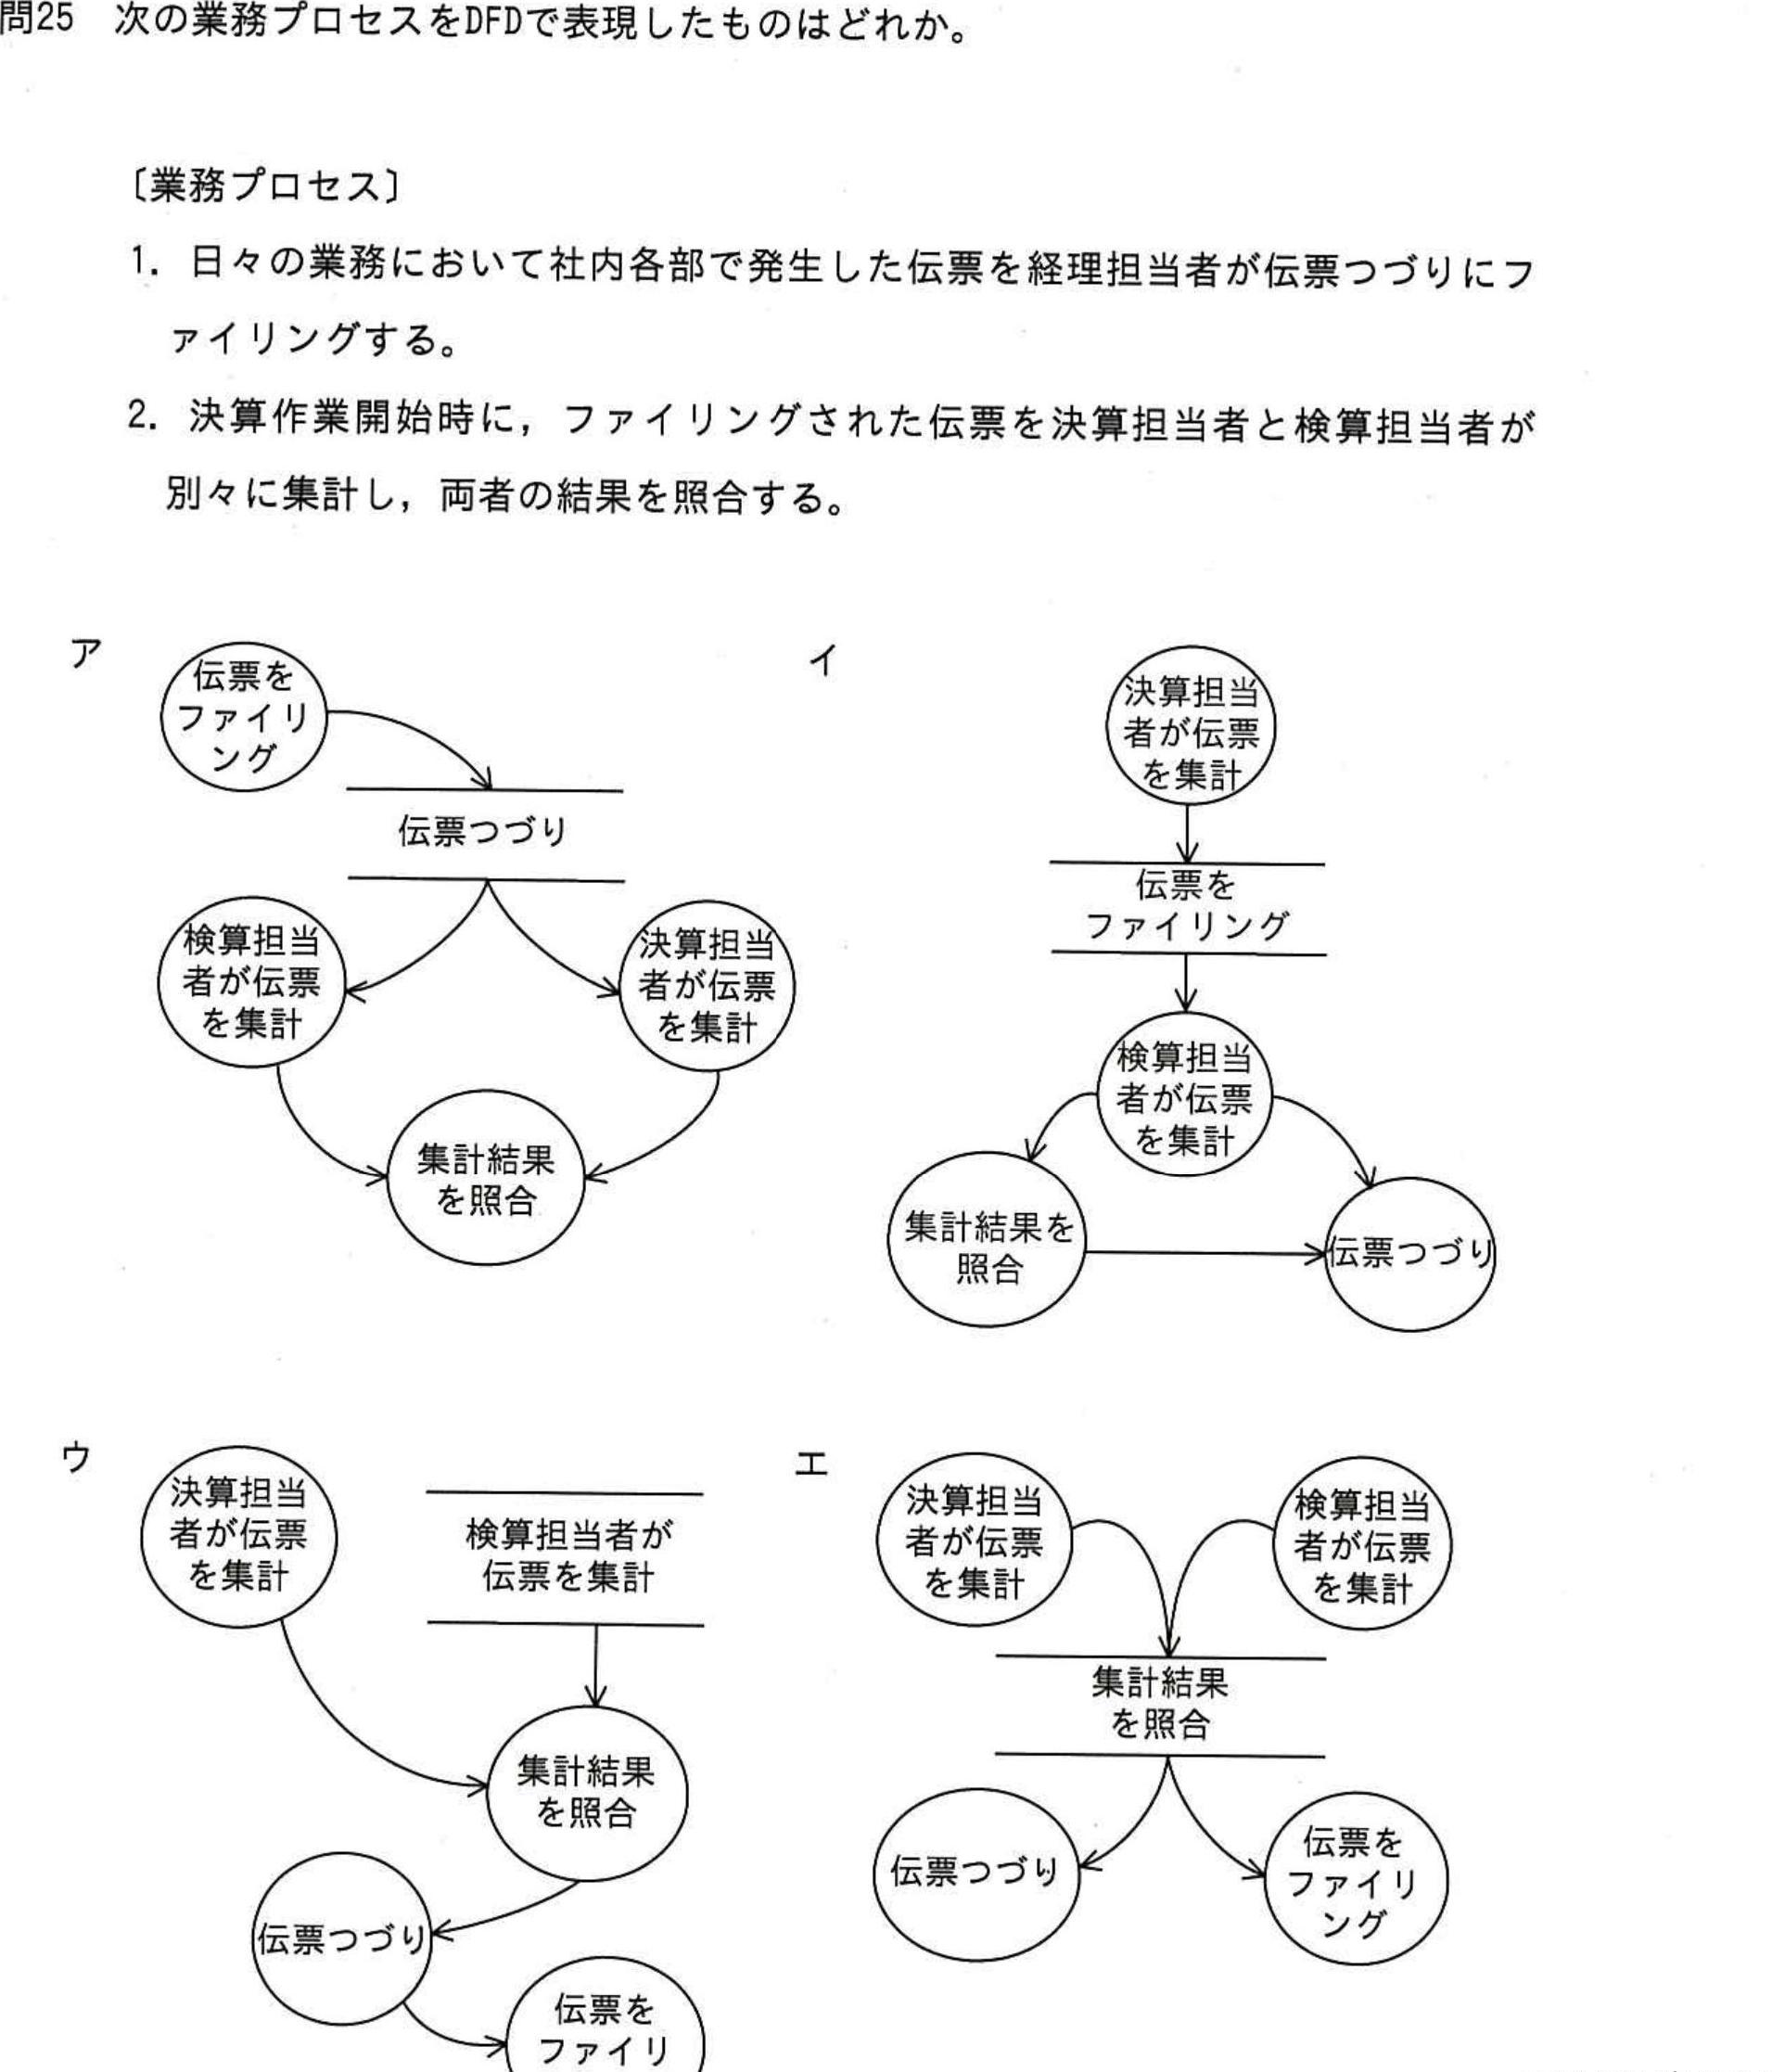 問25　次の業務プロセスをDFDで表現したものはどれか。
〔業務プロセス〕
1. 日々の業務において社内各部で発生した伝票を経理担当者が伝票つづりにフ
ァイリングする。
2. 決算作業開始時に，ファイリングされた伝票を決算担当者と検算担当者が
別々に集計し，両者の結果を照合する。
ア
伝票を
ファイリ
ング
伝票つづり
検算担当
者が伝票
を集計
決算担当
者が伝票
を集計
集計結果
を照合
イ
決算担当
者が伝票
を集計
伝票を
ファイリング
検算担当
者が伝票
を集計
集計結果を
照合
伝票つづり
ウ
決算担当
者が伝票
を集計
検算担当者が
伝票を集計
集計結果
を照合
伝票つづり
伝票を
ファイリ
エ
決算担当
者が伝票
を集計
検算担当
者が伝票
を集計
集計結果
を照合
伝票つづり
伝票を
ファイリ
ング